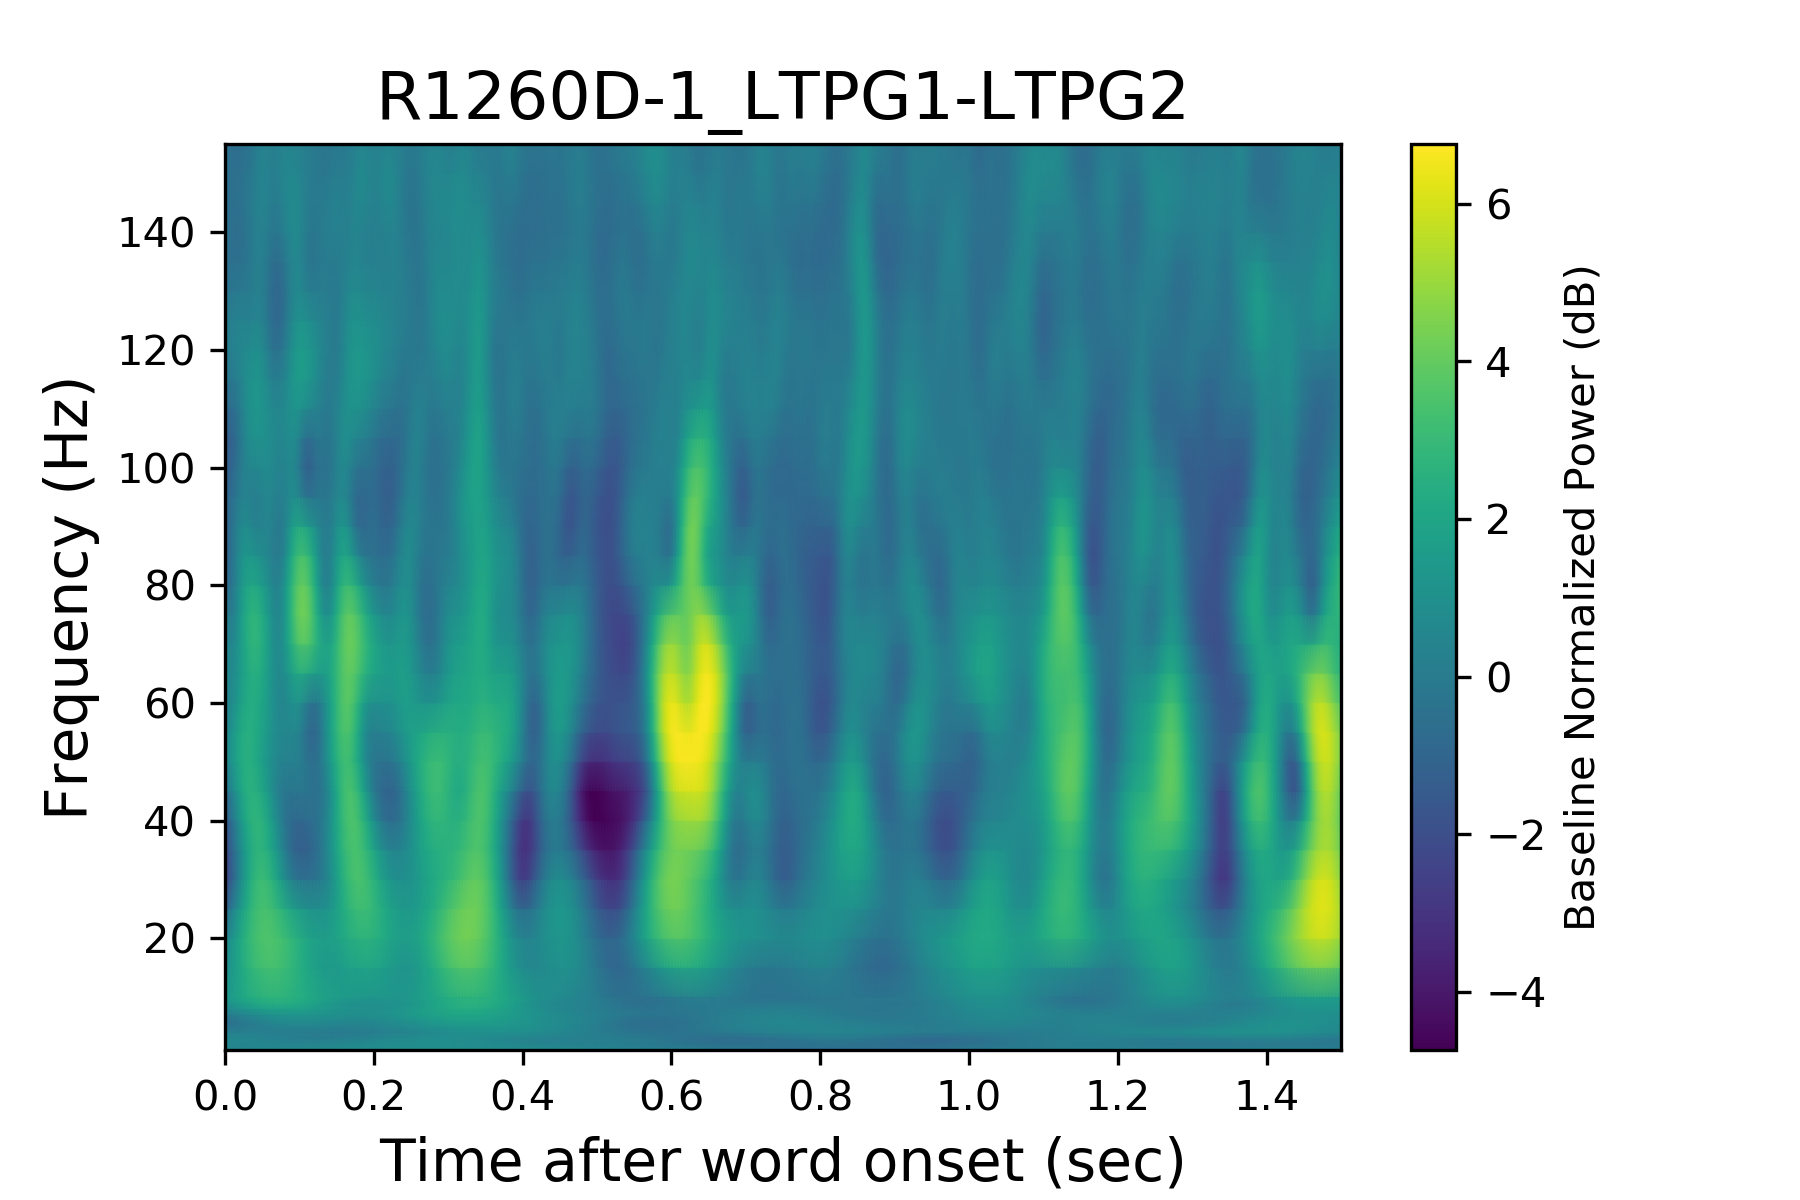 R1260D-1_LTPG1-LTPG2
Frequency (Hz)
140
120
100
80
60
40
20
0.0 0.2 0.4 0.6 0.8 1.0 1.2 1.4
Time after word onset (sec)
6
4
2
0
−2
−4
Baseline Normalized Power (dB)